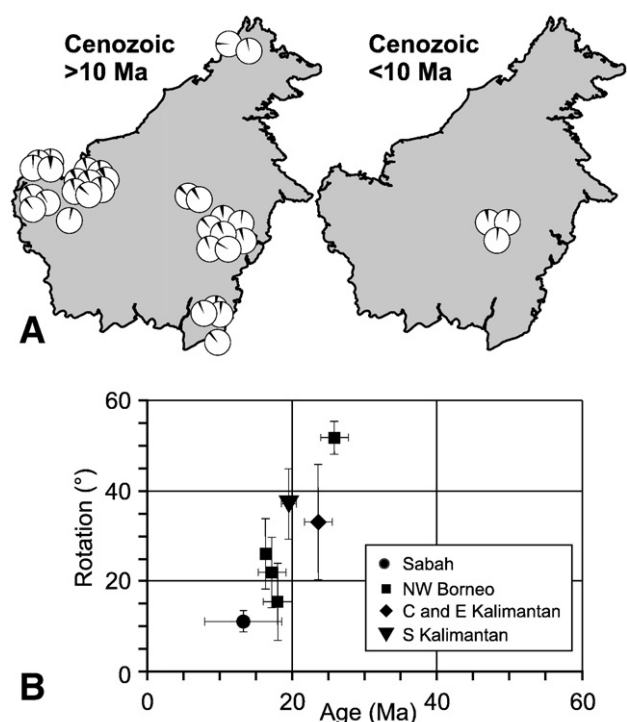 Cenozoic
>10 Ma
Cenozoic
<10 Ma
A
60
40
20
0
Rotation (°)
Sabah
NW Borneo
C and E Kalimantan
S Kalimantan
0
20
40
60
Age (Ma)
B